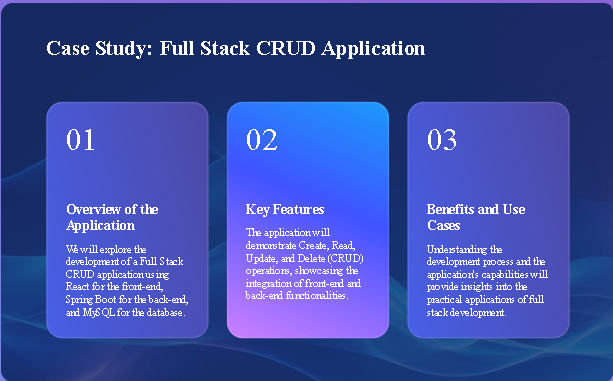 Case Study: Full Stack CRUD Application
01
Overview of the
Application
We will explore the
development of a Full Stack
CRUD application using
React for the front-end,
Spring Boot for the back-end,
and MySQL for the database.
02
Key Features
The application will
demonstrate Create, Read,
Update, and Delete (CRUD)
operations, showcasing the
integration of front-end and
back-end functionalities.
03
Benefits and Use
Cases
Understanding the
development process and the
application's capabilities will
provide insights into the
practical applications of full
stack development.